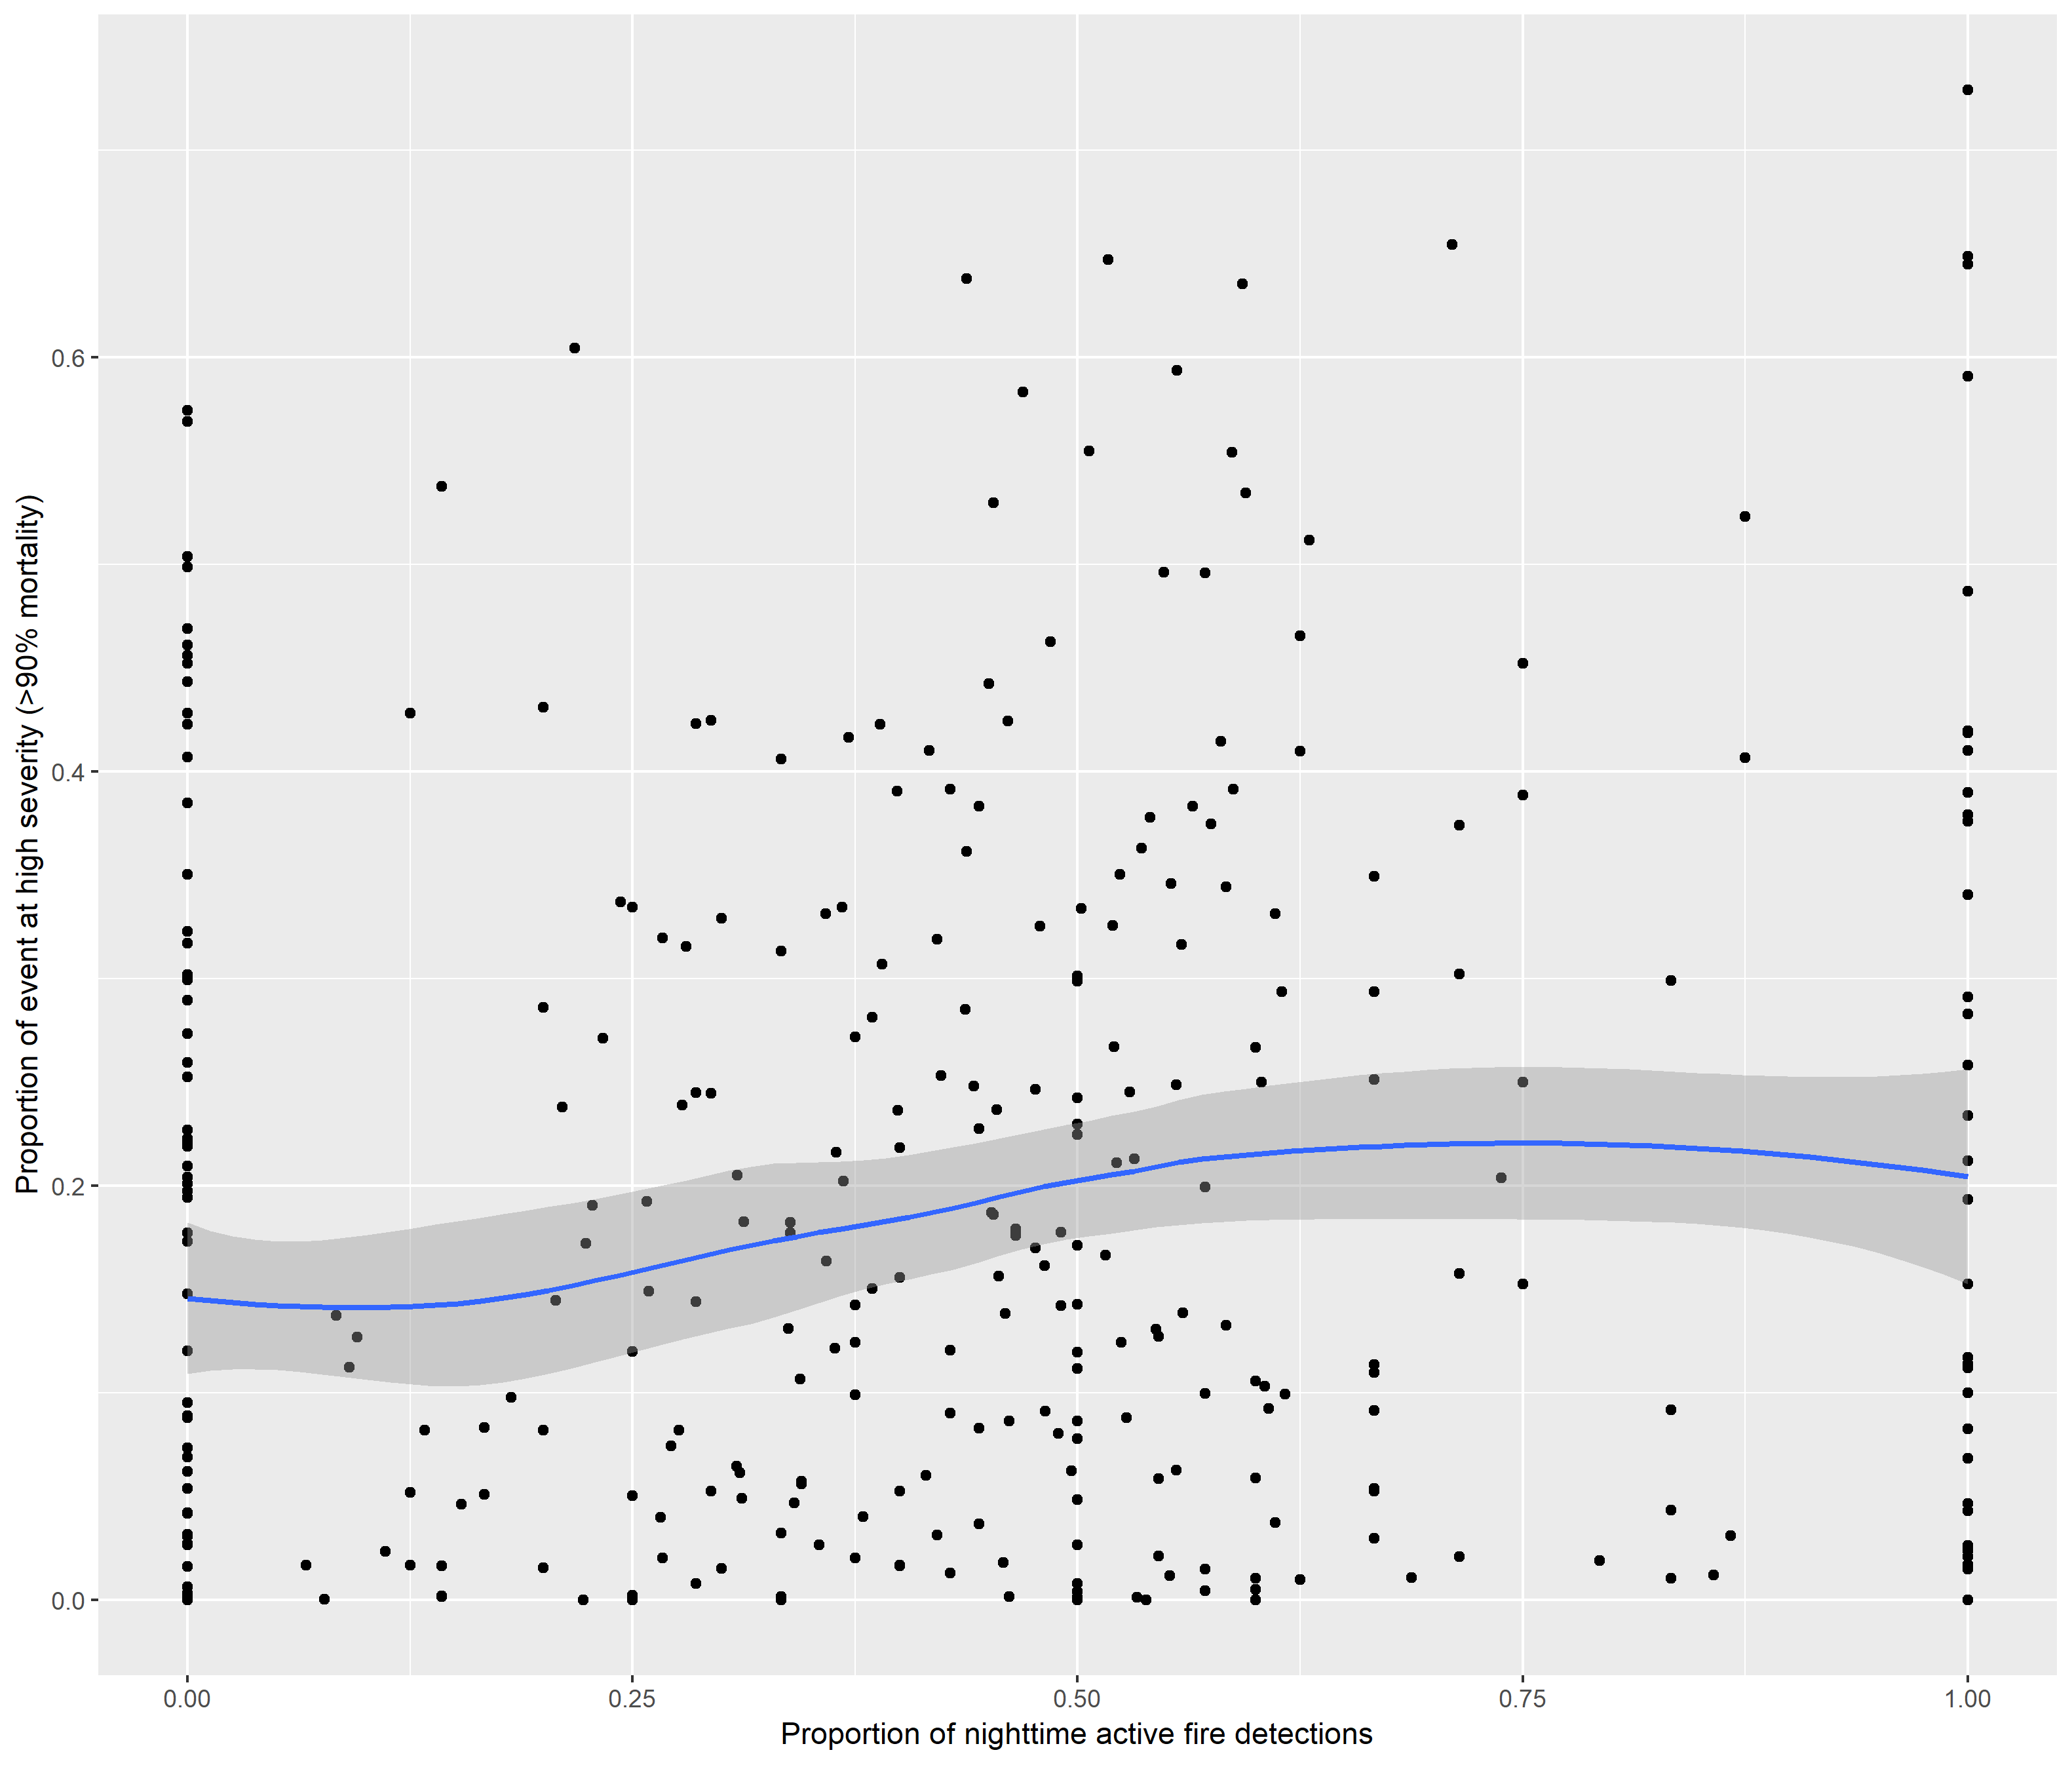 Proportion of event at high severity (>90% mortality)
0.6
0.4
0.2
0.0
0.00 0.25 0.50 0.75 1.00
Proportion of nighttime active fire detections